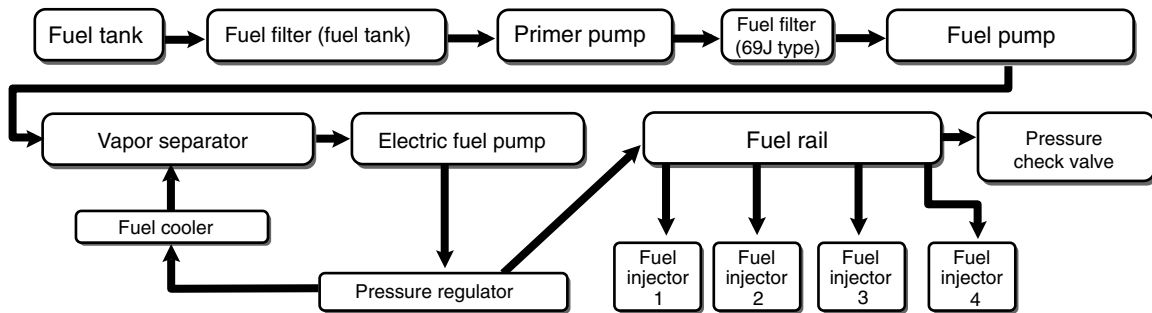 Fuel tank
Fuel filter (fuel tank)
Primer pump
Fuel filter
(69J type)
Fuel pump
Vapor separator
Electric fuel pump
Fuel rail
Pressure
check valve
Fuel cooler
Pressure regulator
Fuel
injector
1
Fuel
injector
2
Fuel
injector
3
Fuel
injector
4